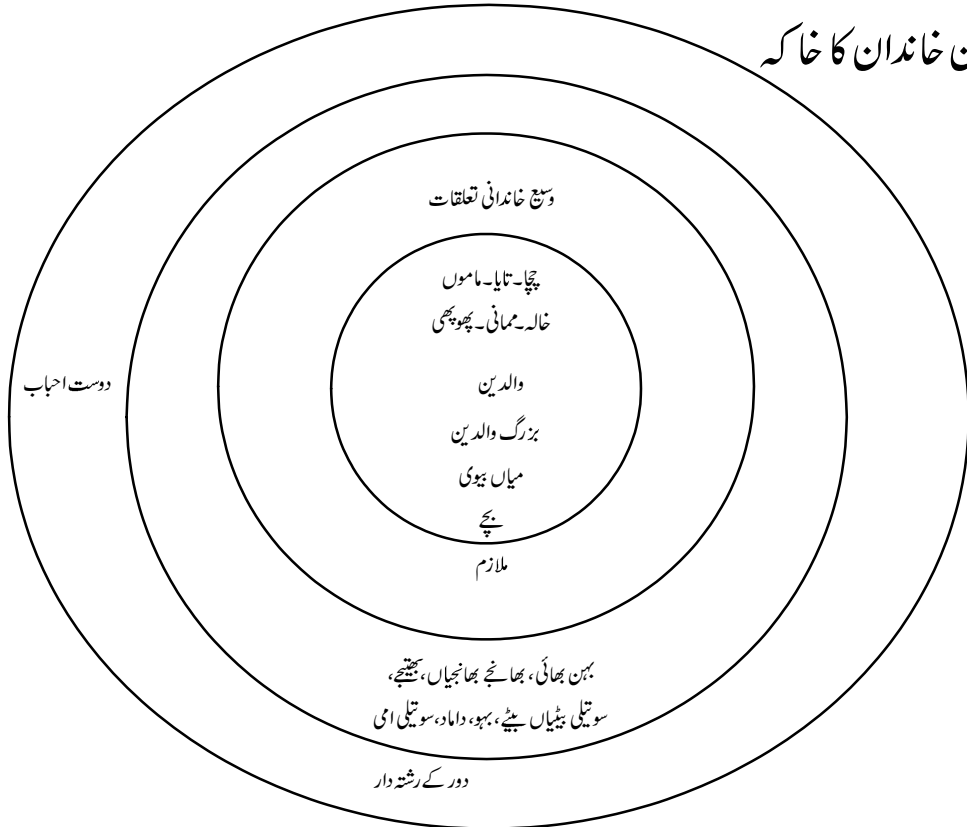 خاندان کا خاکہ
وسیع خاندانی تعلقات
چچا۔تایا۔ماموں
خالہ۔ممانی۔پھوپھی
دوست احباب
والدین
بزرگ والدین
میاں بیوی
بچے
ملازم
بہن بھائی، بھانجے بھانجیاں، بھتیجے،
سوتیلی بیٹیاں بیٹے، بہو، داماد، سوتیلی امی
دور کے رشتہ دار